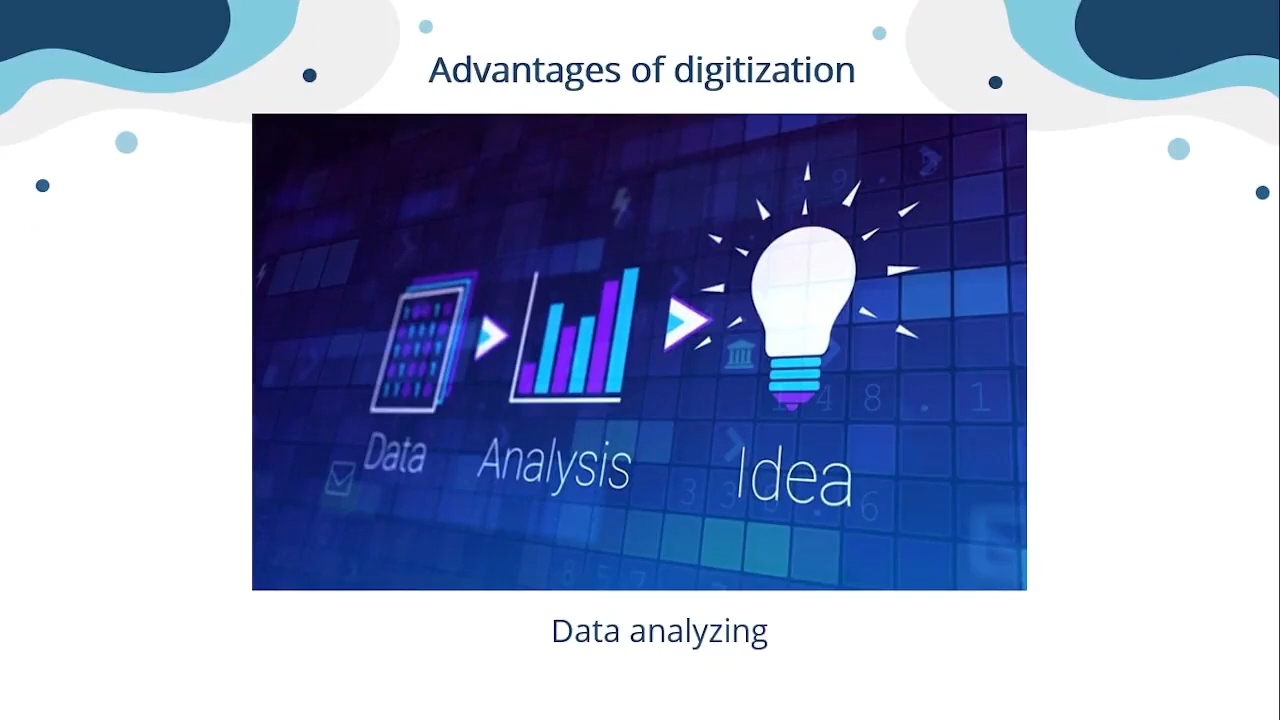 Advantages of digitization
Data
Analysis
Idea
Data analyzing